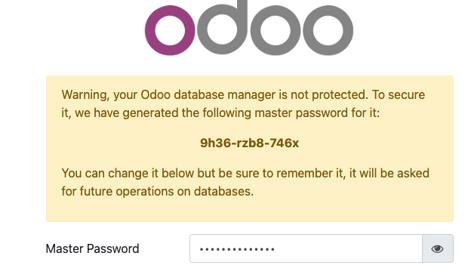 odoo
Warning, your Odoo database manager is not protected. To secure
it, we have generated the following master password for it:
9h36-rzb8-746x
You can change it below but be sure to remember it, it will be asked
for future operations on databases.
Master Password ••••••••••••••